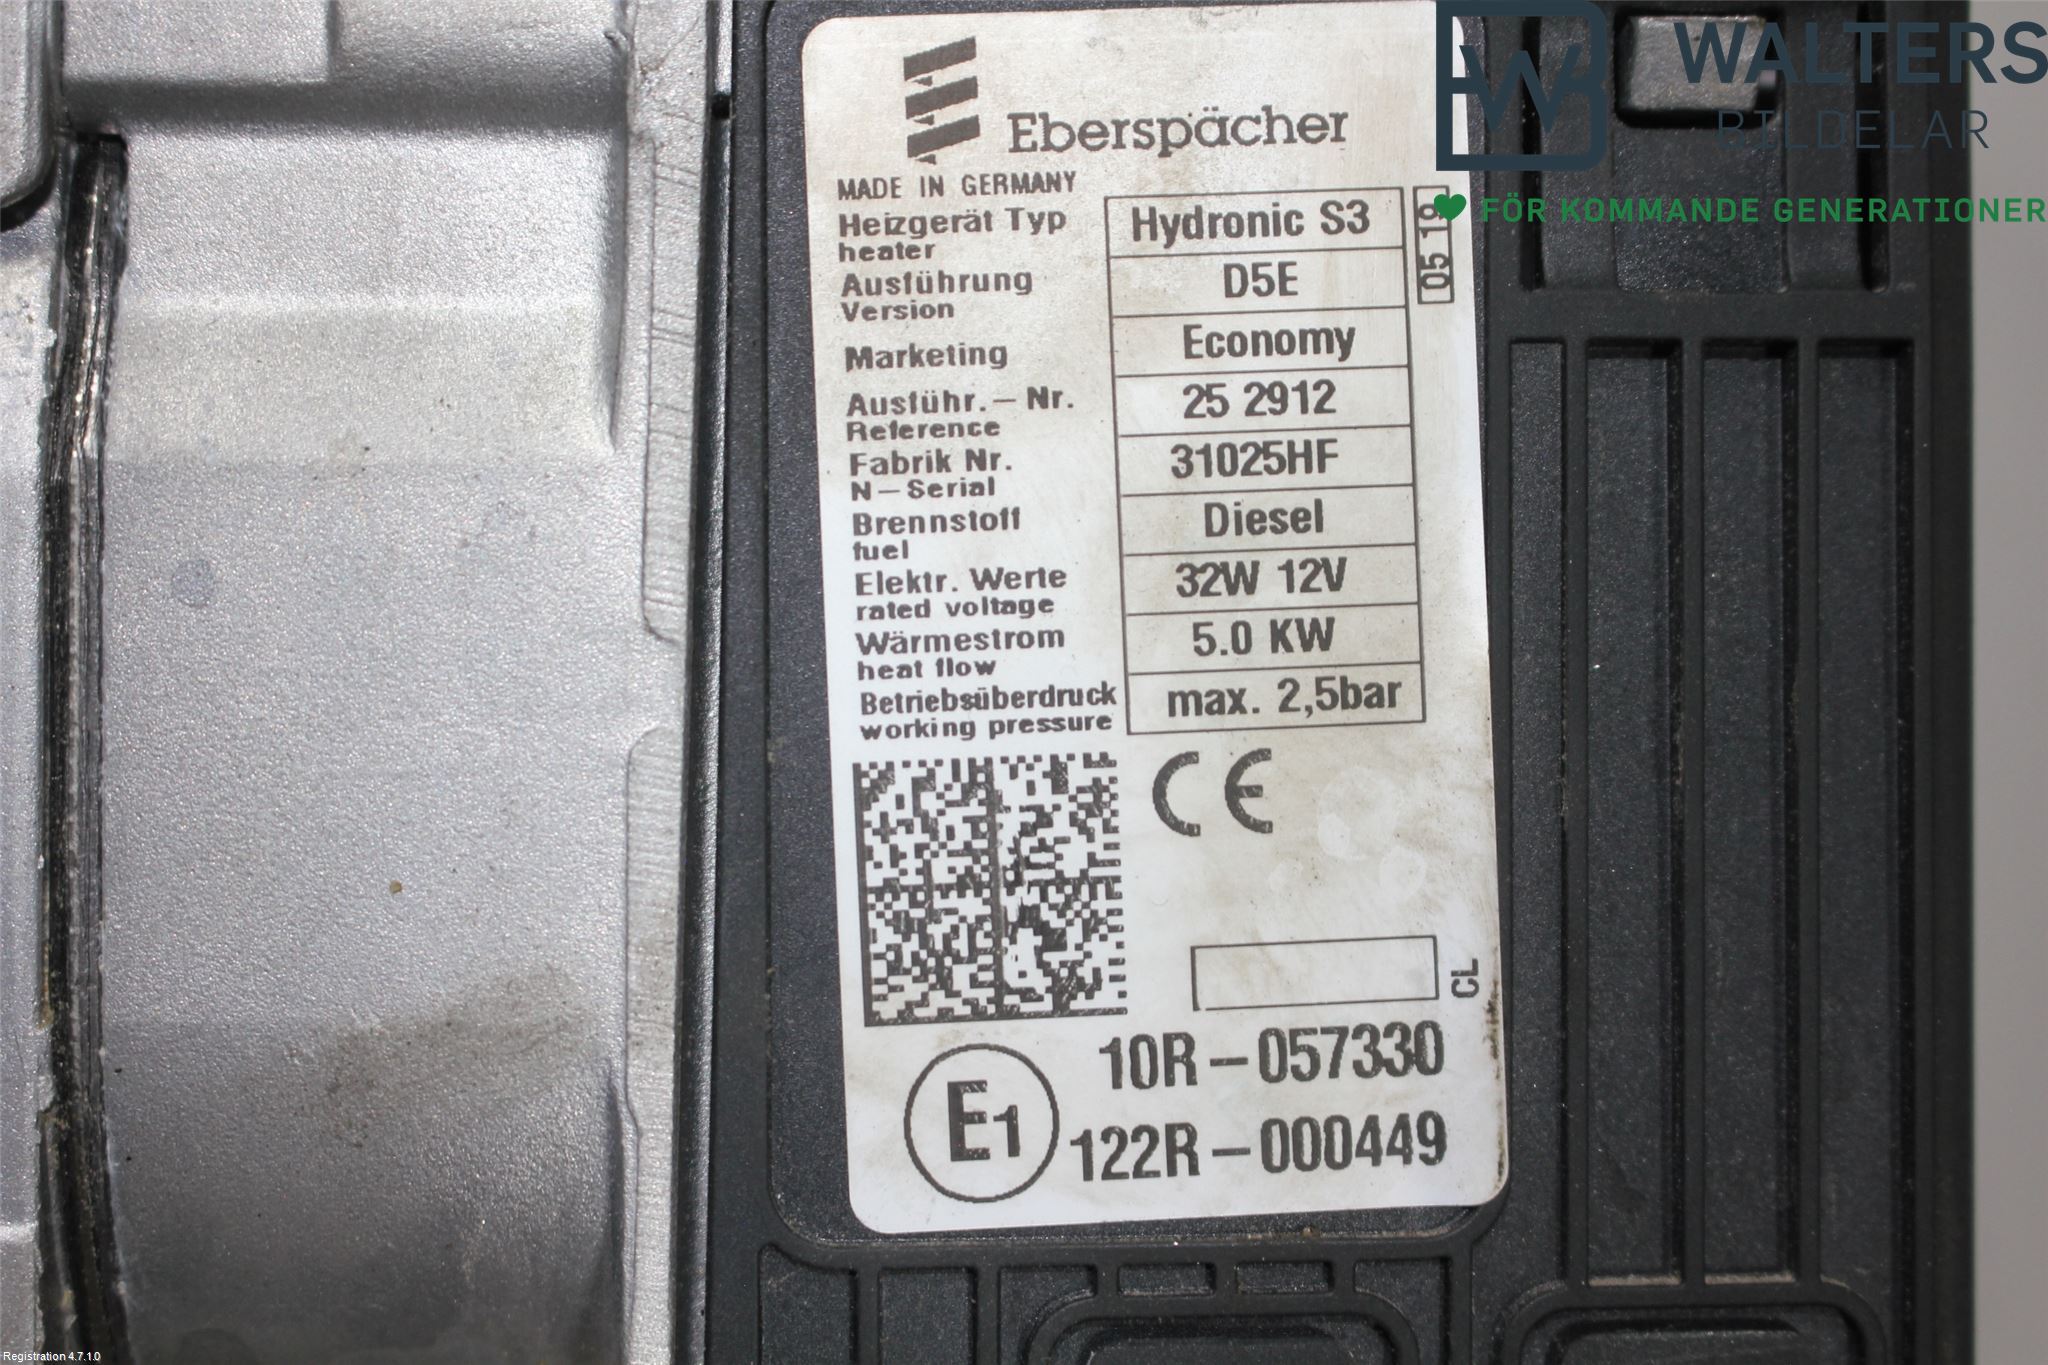 WALTERS
BILDELAR
FÖR KOMMANDE GENERATIONER
Eberspächer
MADE IN GERMANY
Heizgerät Typ
heater
Hydronic S3
05 19
Ausführung
Version
D5E
Marketing
Economy
Ausführ.-Nr.
Reference
25 2912
Fabrik Nr.
N-Serial
31025HF
Brennstoff
fuel
Diesel
Elektr. Werte
rated voltage
32W 12V
Wärmestrom
heat flow
5.0 KW
Betriebsüberdruck
working pressure
max. 2,5bar
CE
CL
E1
10R-057330
122R-000449
Registration 4.7.1.0